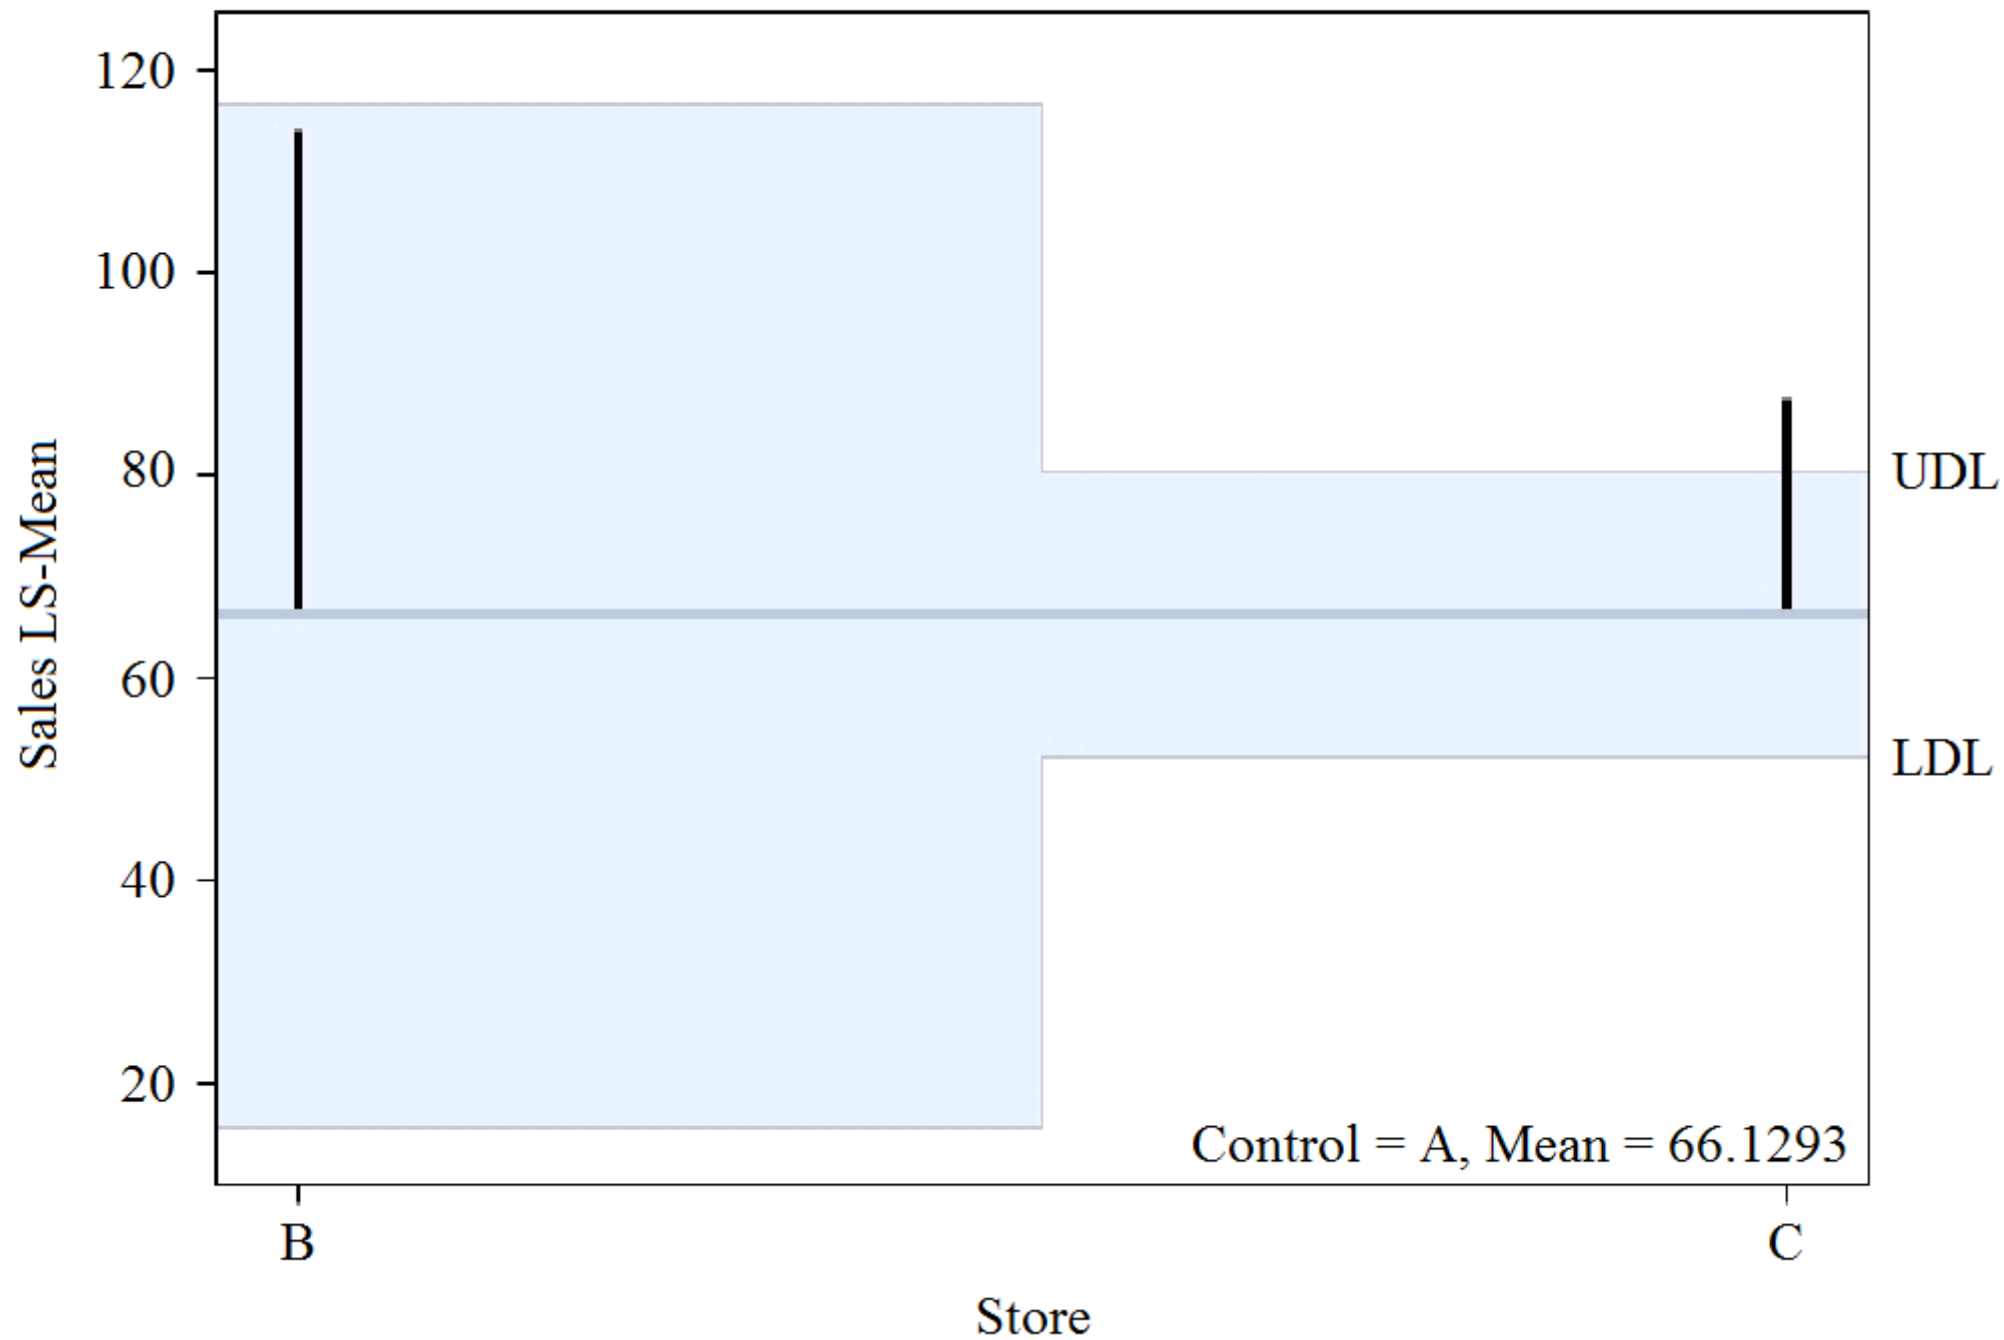 120
100
80
60
40
20
Sales LS-Mean
UDL
LDL
Control = A, Mean = 66.1293
B
C
Store